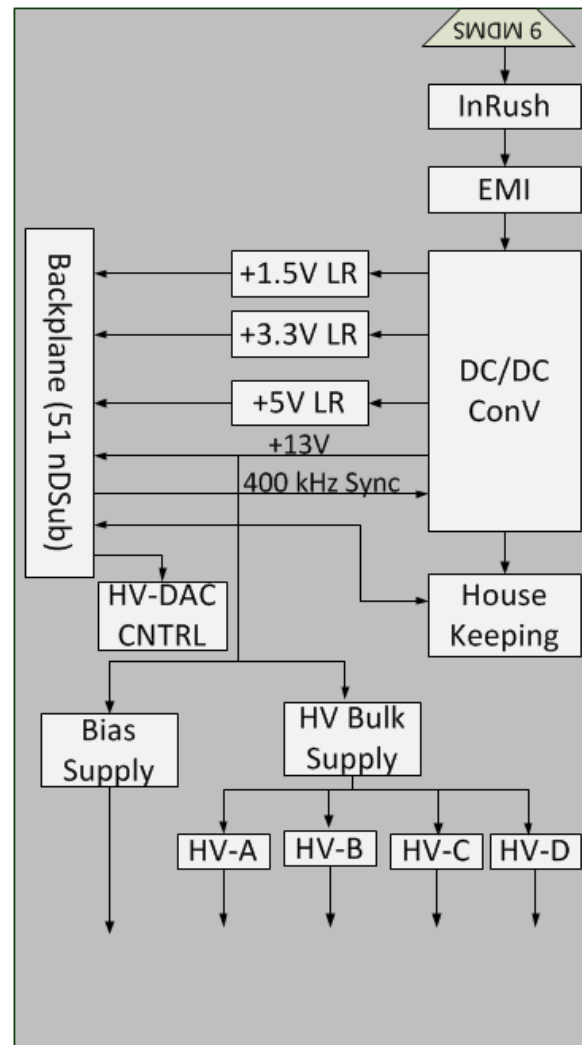 9 MDMS
InRush
EMI
Backplane (51 nDSub)
+1.5V LR
+3.3V LR
DC/DC
ConV
+5V LR
+13V
400 kHz Sync
HV-DAC
CNTRL
House
Keeping
Bias
Supply
HV Bulk
Supply
HV-A
HV-B
HV-C
HV-D